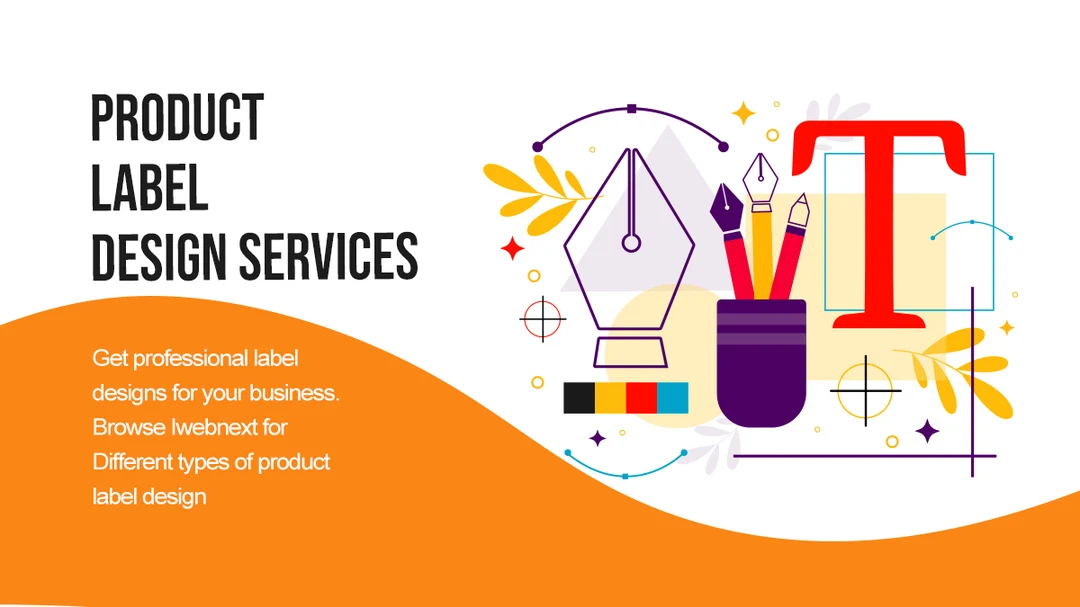 PRODUCT
LABEL
DESIGN SERVICES
Get professional label
designs for your business.
Browse Iwebnext for
Different types of product
label design
T